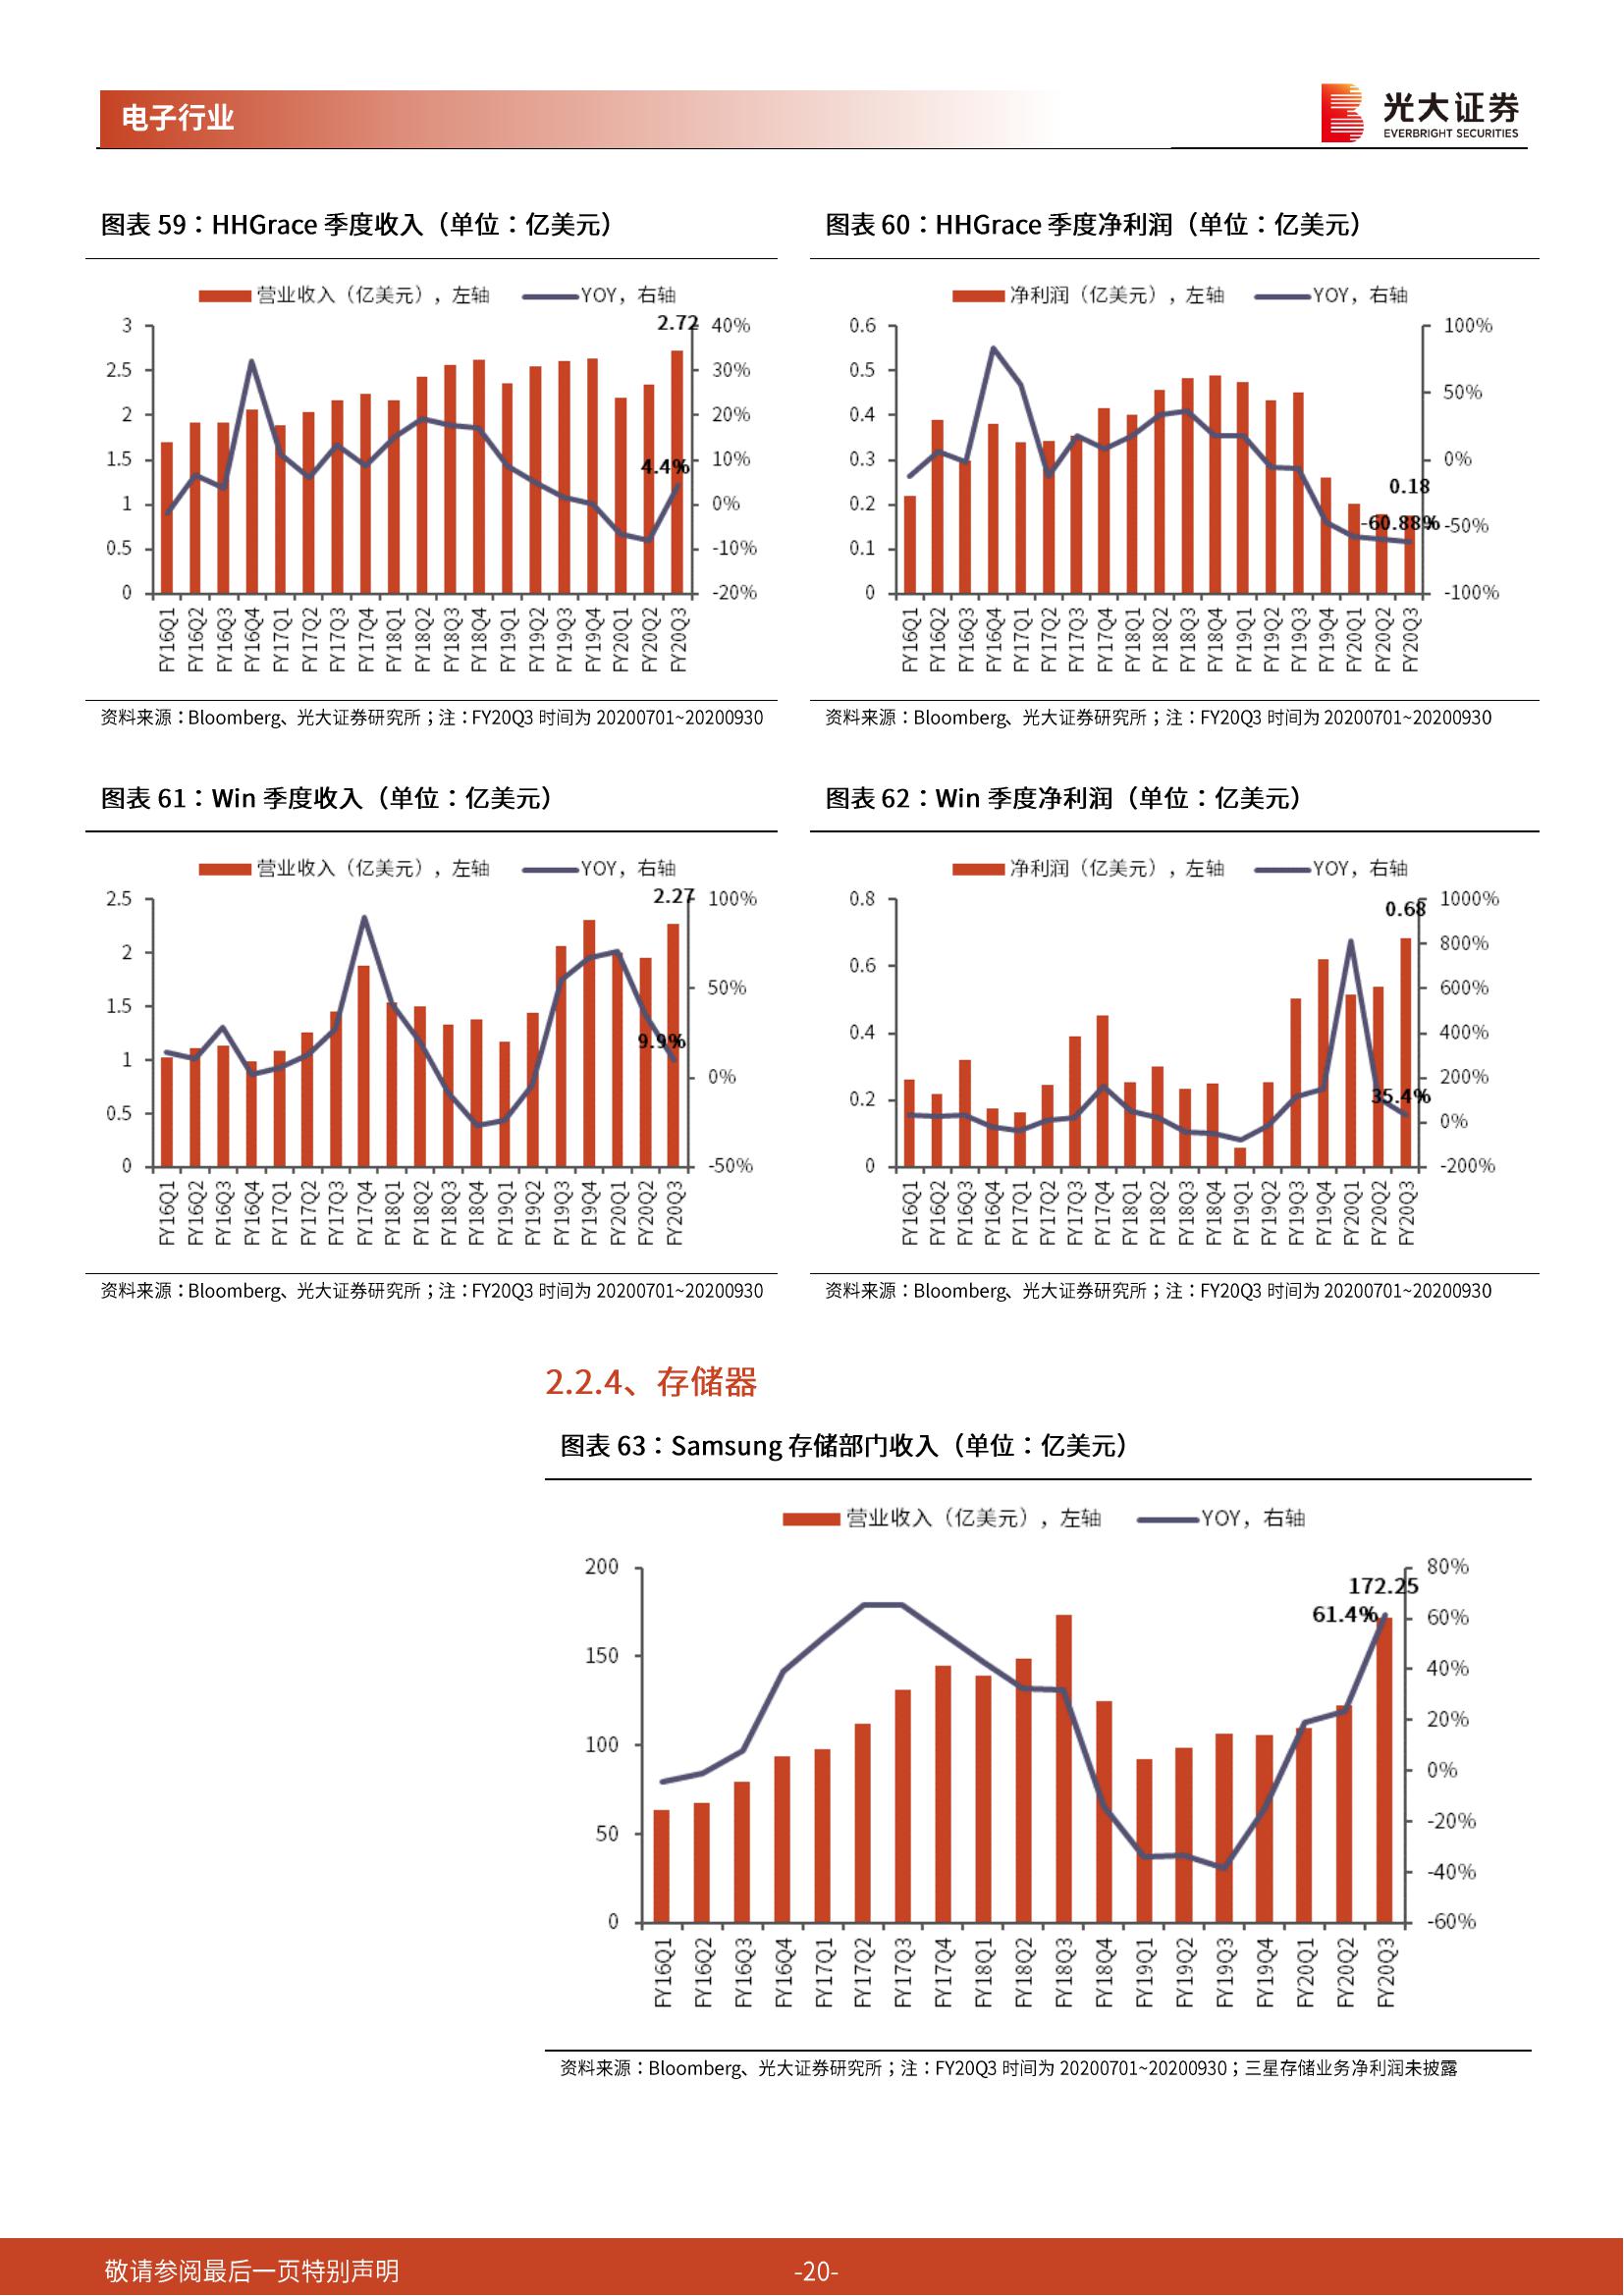 电子行业
光大证券
EVERBRIGHT SECURITIES
图表 59：HHGrace 季度收入（单位：亿美元）
营业收入（亿美元），左轴
YOY，右轴
3
2.5
2
1.5
1
0.5
0
2.72
4.4%
40%
30%
20%
10%
0%
-10%
-20%
FY16Q1
FY16Q2
FY16Q3
FY16Q4
FY17Q1
FY17Q2
FY17Q3
FY17Q4
FY18Q1
FY18Q2
FY18Q3
FY18Q4
FY19Q1
FY19Q2
FY19Q3
FY19Q4
FY20Q1
FY20Q2
FY20Q3
资料来源：Bloomberg、光大证券研究所；注：FY20Q3 时间为 20200701~20200930
图表 60：HHGrace 季度净利润（单位：亿美元）
净利润（亿美元），左轴
YOY，右轴
0.6
0.5
0.4
0.3
0.2
0.1
0
0.18
-60.88%
100%
50%
0%
-50%
-100%
FY16Q1
FY16Q2
FY16Q3
FY16Q4
FY17Q1
FY17Q2
FY17Q3
FY17Q4
FY18Q1
FY18Q2
FY18Q3
FY18Q4
FY19Q1
FY19Q2
FY19Q3
FY19Q4
FY20Q1
FY20Q2
FY20Q3
资料来源：Bloomberg、光大证券研究所；注：FY20Q3 时间为 20200701~20200930
图表 61：Win 季度收入（单位：亿美元）
营业收入（亿美元），左轴
YOY，右轴
2.5
2
1.5
1
0.5
0
2.27
9.9%
100%
50%
0%
-50%
FY16Q1
FY16Q2
FY16Q3
FY16Q4
FY17Q1
FY17Q2
FY17Q3
FY17Q4
FY18Q1
FY18Q2
FY18Q3
FY18Q4
FY19Q1
FY19Q2
FY19Q3
FY19Q4
FY20Q1
FY20Q2
FY20Q3
资料来源：Bloomberg、光大证券研究所；注：FY20Q3 时间为 20200701~20200930
图表 62：Win 季度净利润（单位：亿美元）
净利润（亿美元），左轴
YOY，右轴
0.8
0.6
0.4
0.2
0
0.68
35.4%
1000%
800%
600%
400%
200%
0%
-200%
FY16Q1
FY16Q2
FY16Q3
FY16Q4
FY17Q1
FY17Q2
FY17Q3
FY17Q4
FY18Q1
FY18Q2
FY18Q3
FY18Q4
FY19Q1
FY19Q2
FY19Q3
FY19Q4
FY20Q1
FY20Q2
FY20Q3
资料来源：Bloomberg、光大证券研究所；注：FY20Q3 时间为 20200701~20200930
2.2.4、存储器
图表 63：Samsung 存储部门收入（单位：亿美元）
营业收入（亿美元），左轴
YOY，右轴
200
150
100
50
0
172.25
61.4%
80%
60%
40%
20%
0%
-20%
-40%
-60%
FY16Q1
FY16Q2
FY16Q3
FY16Q4
FY17Q1
FY17Q2
FY17Q3
FY17Q4
FY18Q1
FY18Q2
FY18Q3
FY18Q4
FY19Q1
FY19Q2
FY19Q3
FY19Q4
FY20Q1
FY20Q2
FY20Q3
资料来源：Bloomberg、光大证券研究所；注：FY20Q3 时间为 20200701~20200930；三星存储业务净利润未披露
敬请参阅最后一页特别声明
-20-